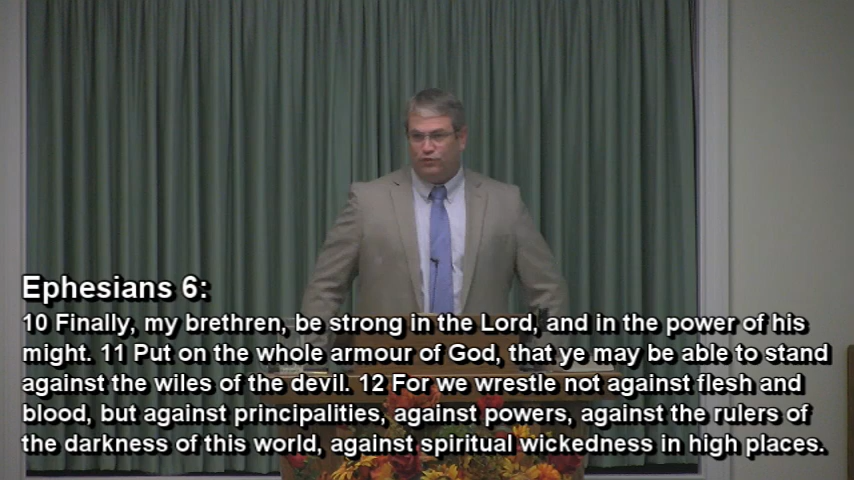 Ephesians 6:
10 Finally, my brethren, be strong in the Lord, and in the power of his
might. 11 Put on the whole armour of God, that ye may be able to stand
against the wiles of the devil. 12 For we wrestle not against flesh and
blood, but against principalities, against powers, against the rulers of
the darkness of this world, against spiritual wickedness in high places.